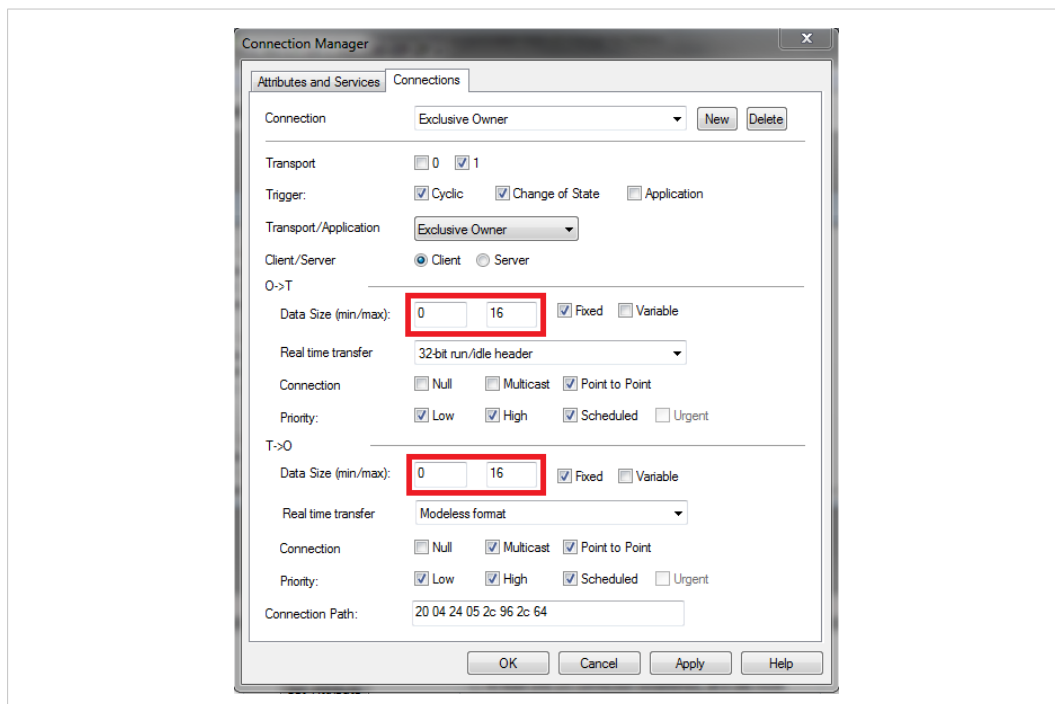 Connection Manager
x
Attributes and Services Connections
Connection Exclusive Owner New Delete
Transport 0 1
Trigger: Cyclic Change of State Application
Transport/Application Exclusive Owner
Client/Server Client Server
O->T
Data Size (min/max): 0 16 Fixed Variable
Real time transfer 32-bit run/idle header
Connection Null Multicast Point to Point
Priority: Low High Scheduled Urgent
T->O
Data Size (min/max): 0 16 Fixed Variable
Real time transfer Modeless format
Connection Null Multicast Point to Point
Priority: Low High Scheduled Urgent
Connection Path: 20 04 24 05 2c 96 2c 64
OK Cancel Apply Help